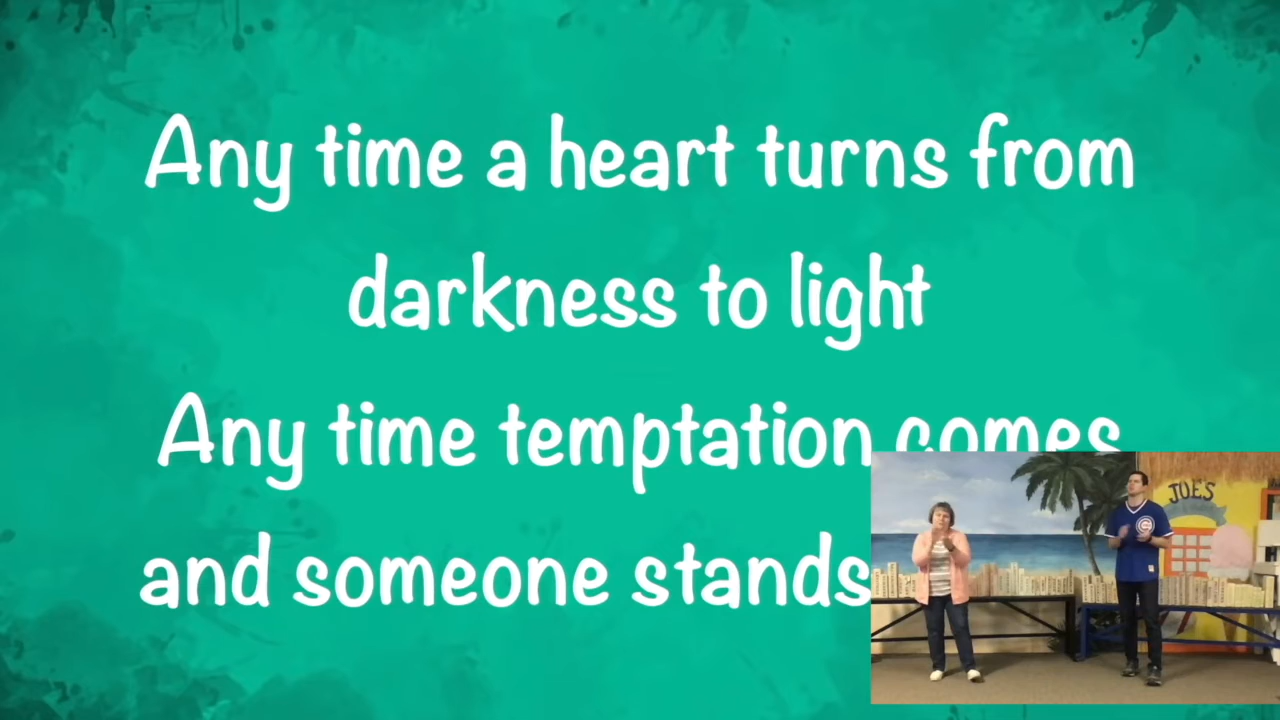 Any time a heart turns from
darkness to light
Any time temptation comes
and someone stands
JOE'S